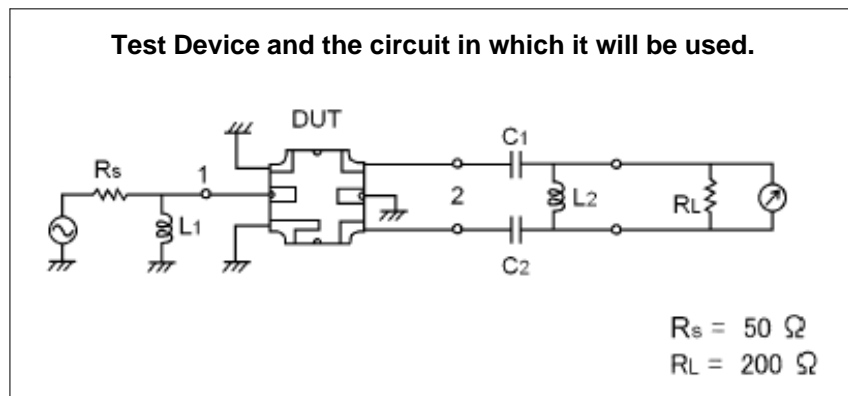 Test Device and the circuit in which it will be used.
DUT
C1
Rs
1
2
L1
L2
RL
C2
Rs = 50 Ω
RL = 200 Ω